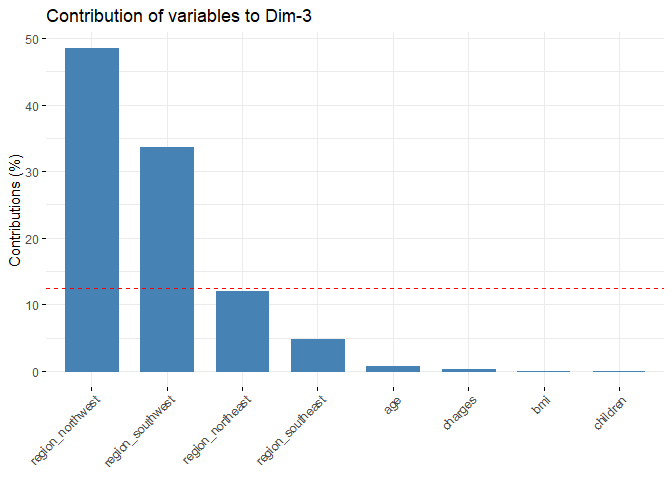 Contribution of variables to Dim-3
Contributions (%)
50
40
30
20
10
0
region_northwest
region_southwest
region_northeast
region_southeast
age
charges
bmi
children